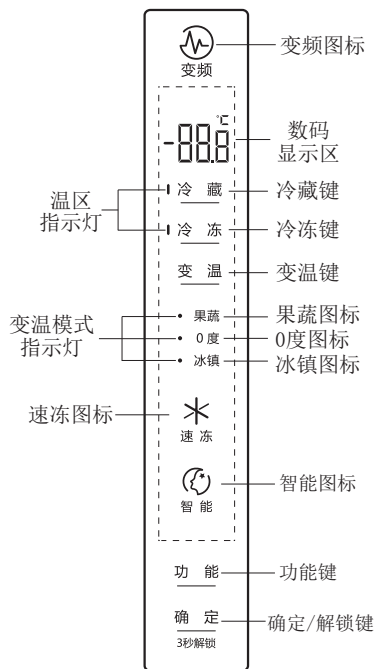 变频
变频图标
℃
-88.8
数码
显示区
温区
指示灯
冷 藏
冷藏键
冷 冻
冷冻键
变 温
变温键
变温模式
指示灯
• 果蔬
果蔬图标
• 0度
0度图标
• 冰镇
冰镇图标
速冻图标
速 冻
智能图标
智 能
功 能
功能键
确 定
确定/解锁键
3秒解锁